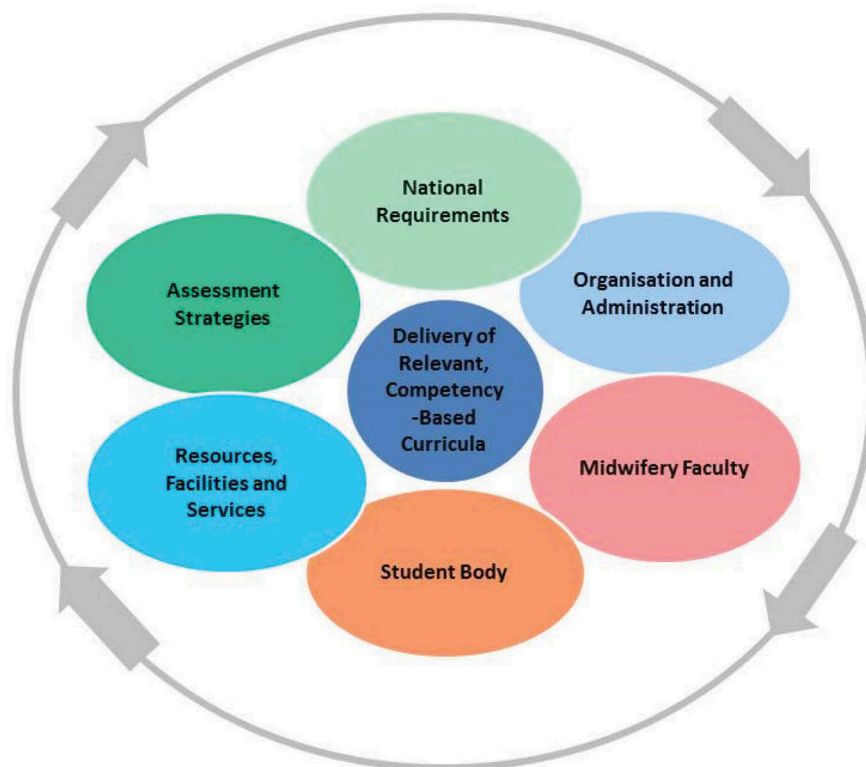 National
Requirements
Organisation and
Administration
Assessment
Strategies
Delivery of
Relevant,
Competency
-Based
Curricula
Midwifery Faculty
Resources,
Facilities and
Services
Student Body